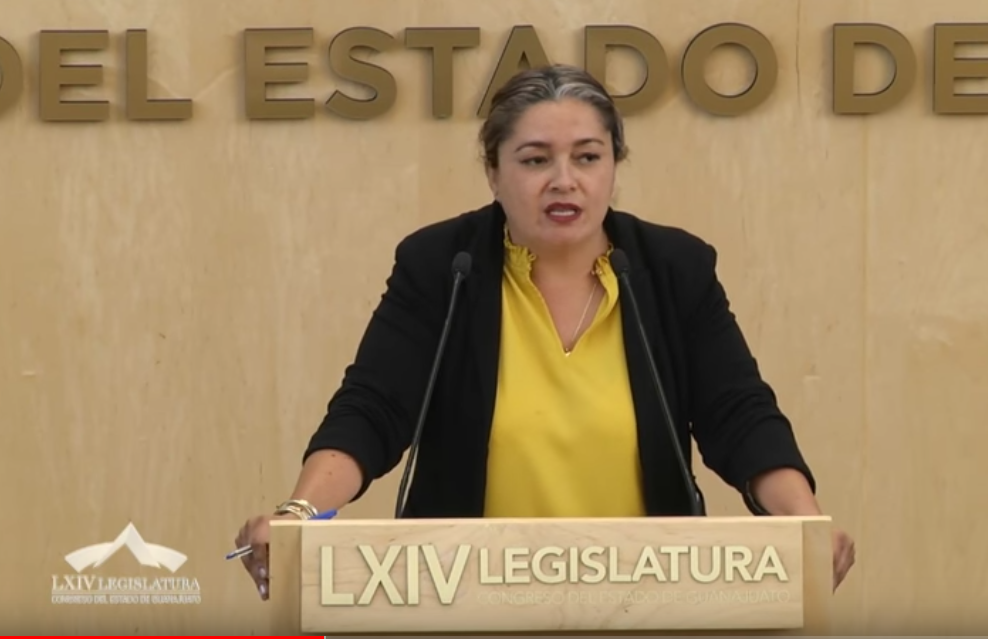 DEL ESTADO DE
LXIV LEGISLATURA
CONGRESO DEL ESTADO DE GUANAJUATO
LXIV LEGISLATURA
CONGRESO DEL ESTADO DE GUANAJUATO